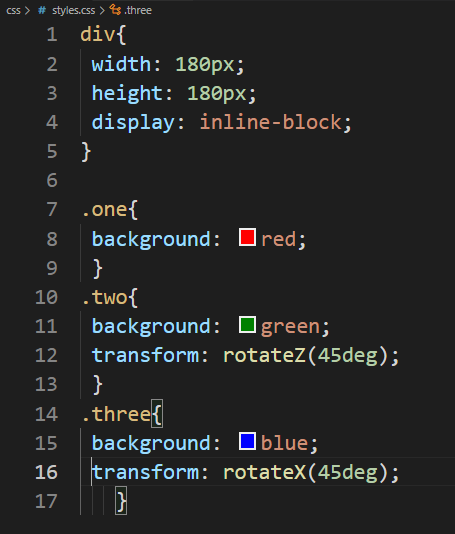 css > # styles.css > .three
1 div{
2 width: 180px;
3 height: 180px;
4 display: inline-block;
5 }
6
7 .one{
8 background: red;
9 }
10 .two{
11 background: green;
12 transform: rotateZ(45deg);
13 }
14 .three{
15 background: blue;
16 transform: rotateX(45deg);
17 }